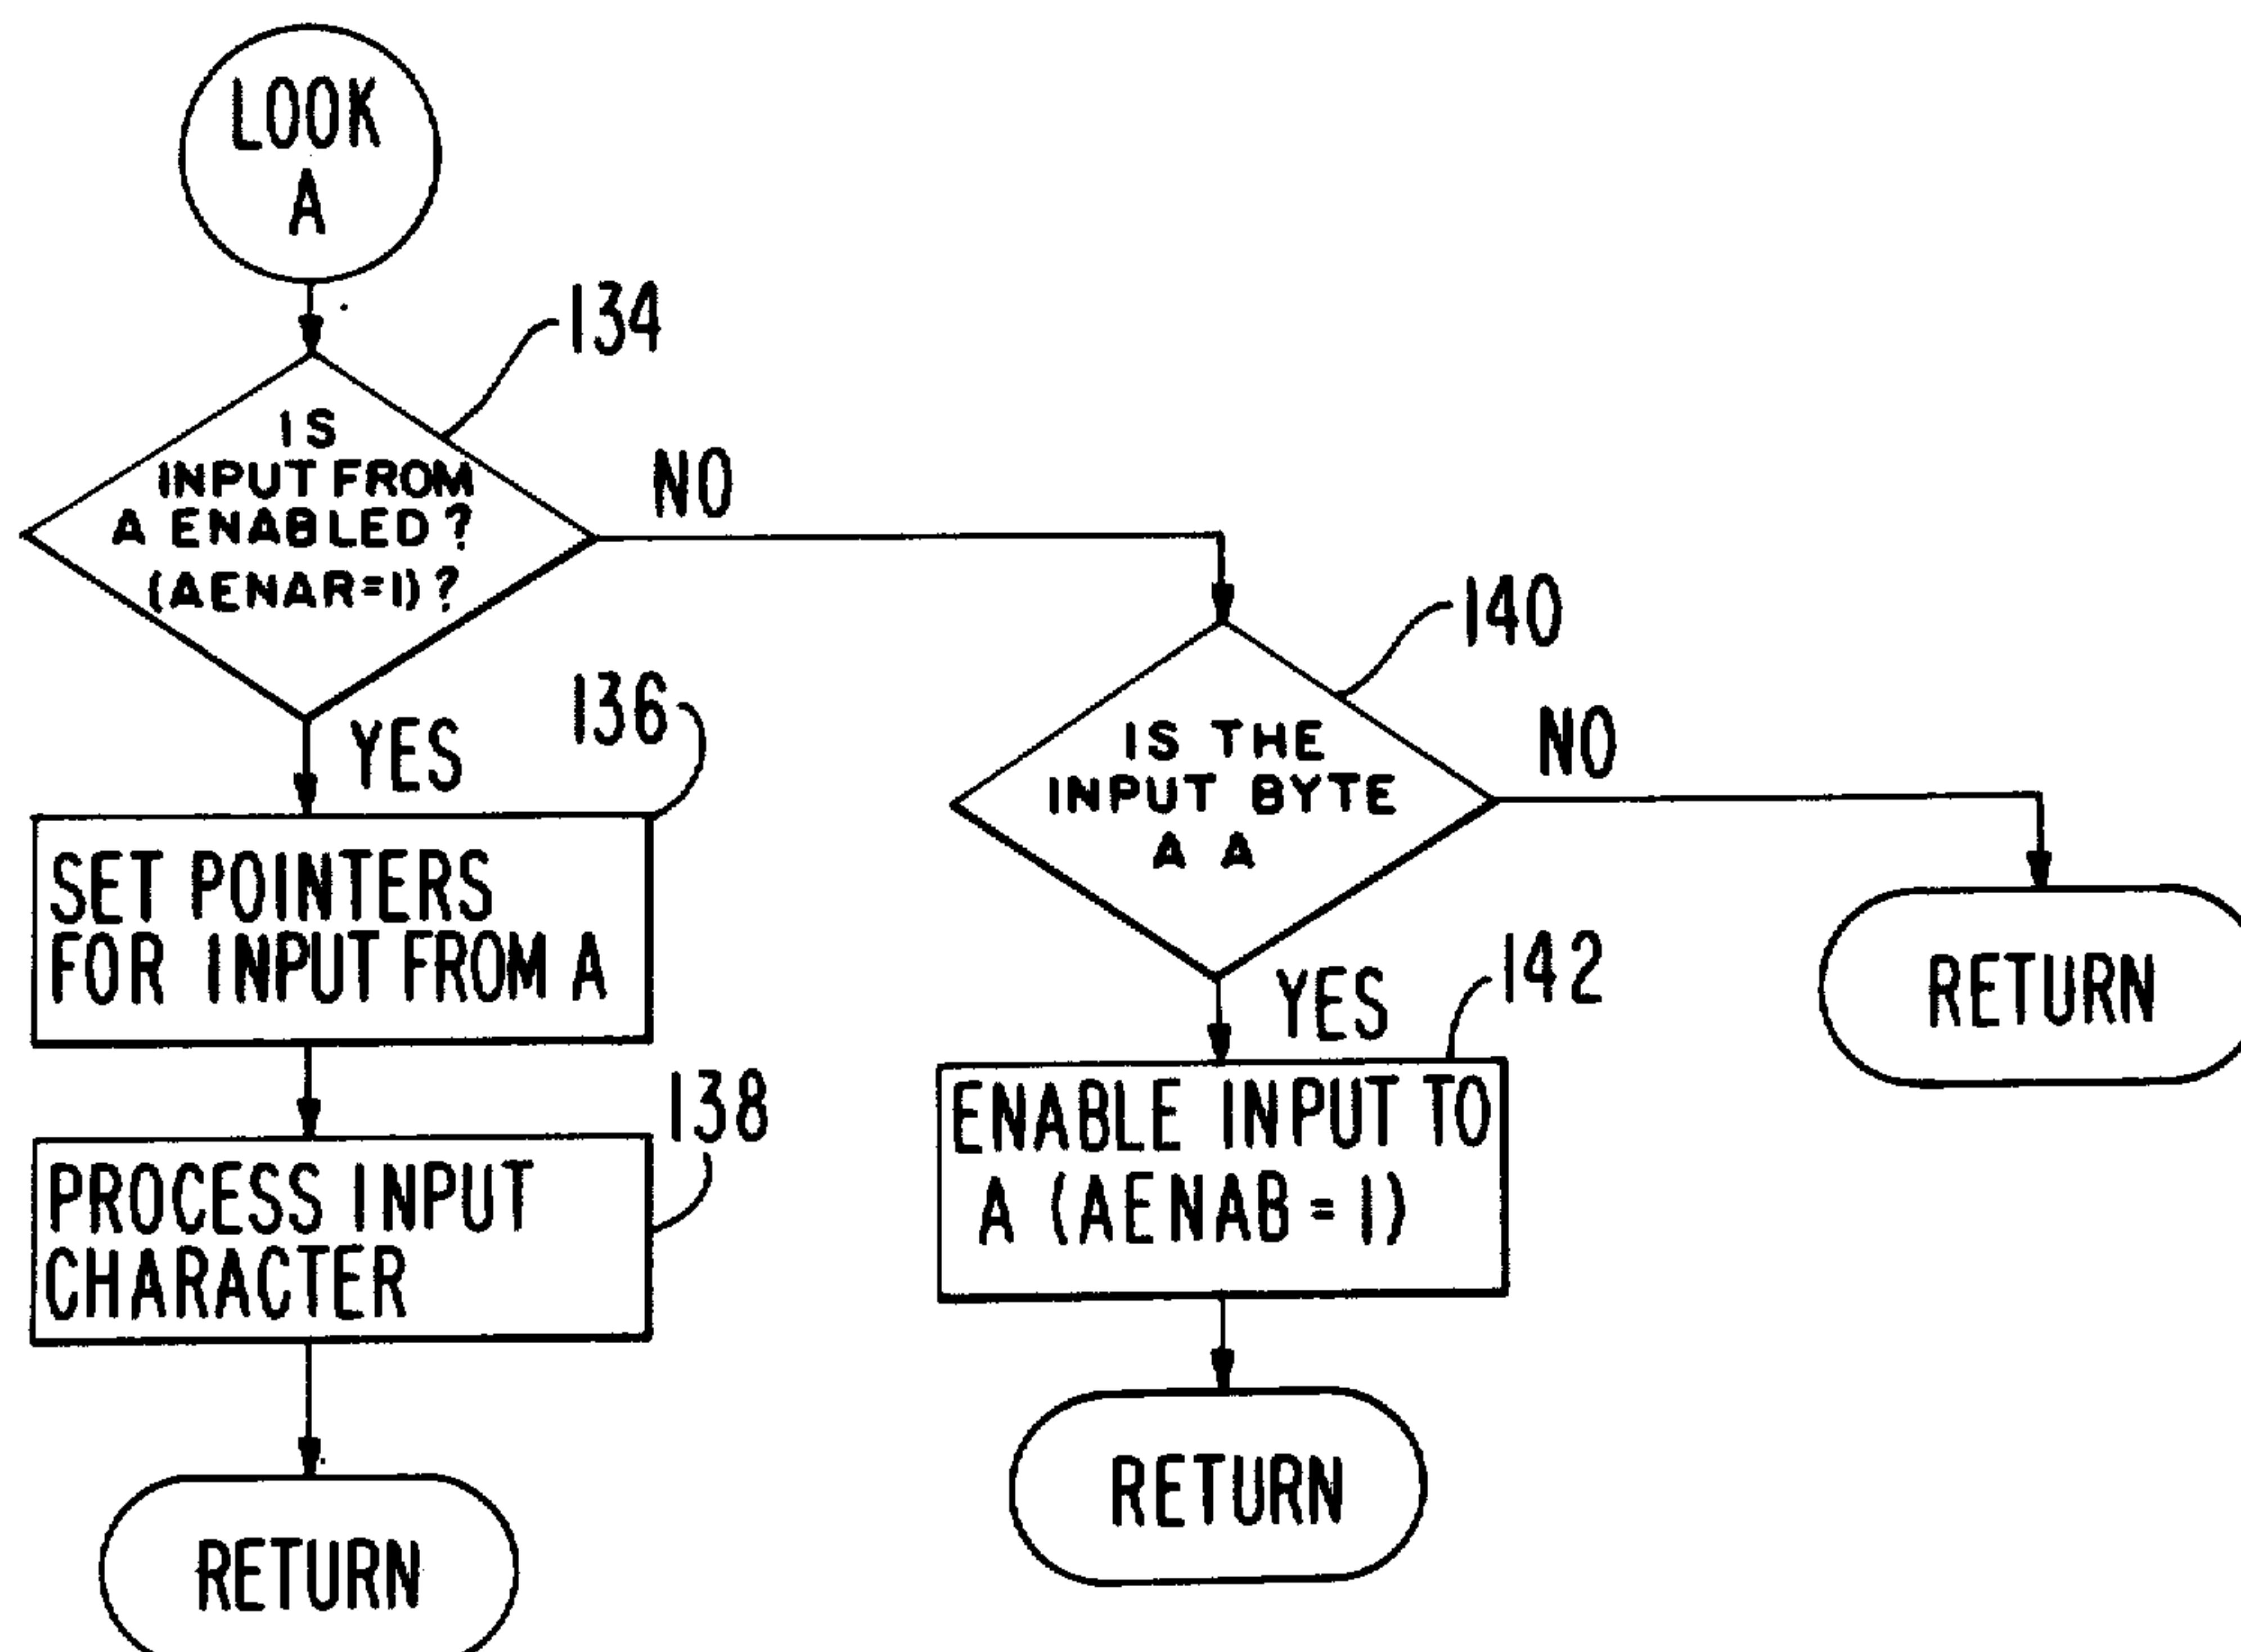 LOOK
A
134
IS
INPUT FROM
A ENABLED?
(AENAR=1)?
NO
YES
136
SET POINTERS
FOR INPUT FROM A
138
PROCESS INPUT
CHARACTER
RETURN
140
IS THE
INPUT BYTE
A A
NO
YES
142
ENABLE INPUT TO
A (AENAB = 1)
RETURN
RETURN